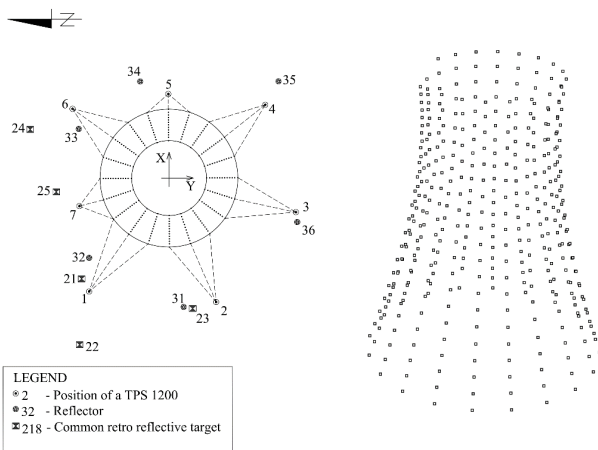 N
34
5
35
6
4
24
33
X
Y
25
7
3
36
32
21
1
31
23
2
22
LEGEND
2 - Position of a TPS 1200
32 - Reflector
218 - Common retro reflective target